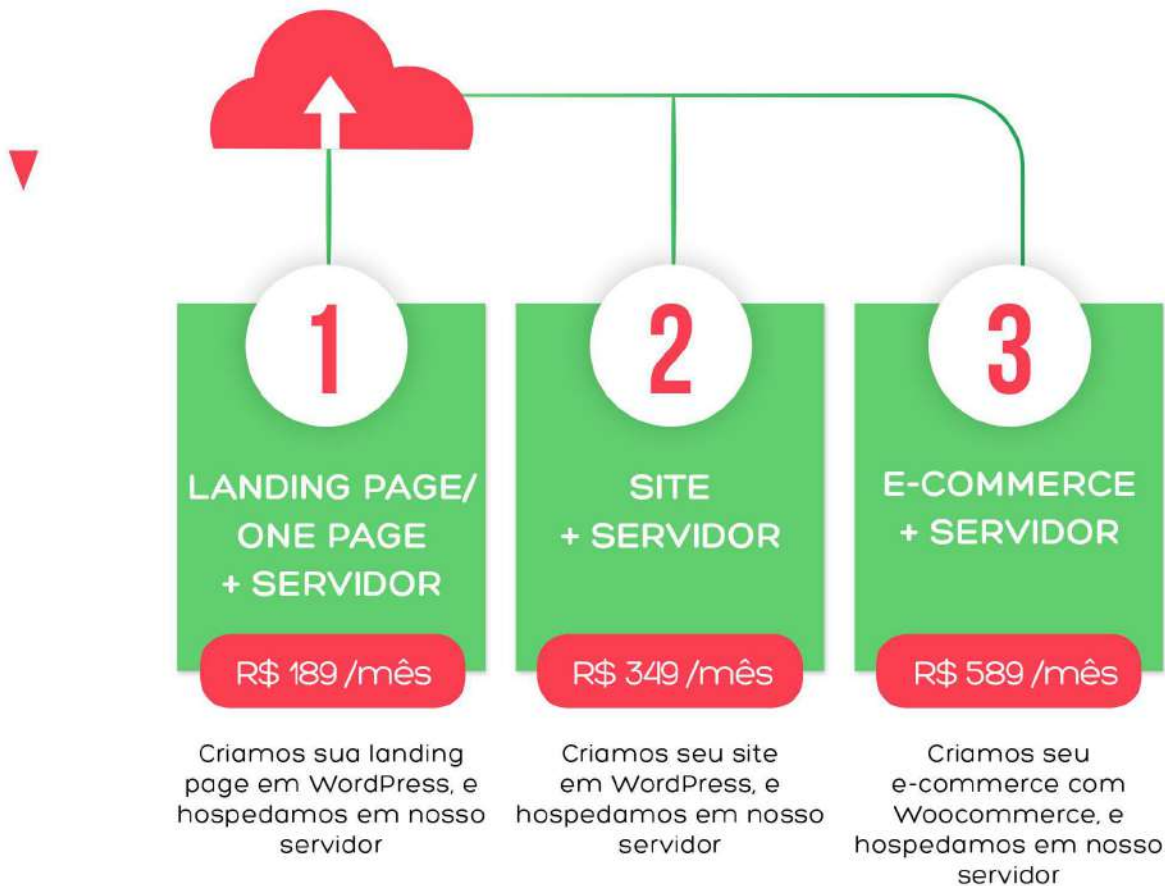 1
LANDING PAGE/
ONE PAGE
+ SERVIDOR
R$ 189 /mês
Criamos sua landing
page em WordPress, e
hospedamos em nosso
servidor
2
SITE
+ SERVIDOR
R$ 349 /mês
Criamos seu site
em WordPress, e
hospedamos em nosso
servidor
3
E-COMMERCE
+ SERVIDOR
R$ 589 /mês
Criamos seu
e-commerce com
Woocommerce, e
hospedamos em nosso
servidor